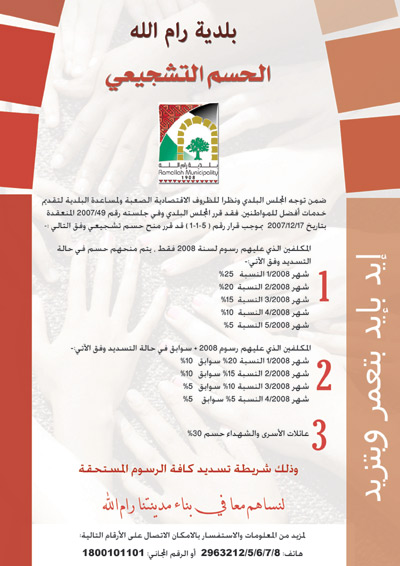 بلدية رام الله
الحسم التشجيعي
بلدية رام الله
Ramallah Municipality
1908
ضمن توجه المجلس البلدي ونظرا للظروف الاقتصادية الصعبة ولمساعدة البلدية لتقديم
خدمات أفضل للمواطنين فقد قرر المجلس البلدي وفي جلسته رقم 2007/49 المنعقدة
بتاريخ 2007/12/17 بموجب قرار رقم (5-1-1) قد قرر منح حسم تشجيعي وفق التالي :-
1
المكلفين الذي عليهم رسوم لسنة 2008 فقط ، يتم منحهم حسم في حالة
التسديد وفق الآتي:-
شهر 1/2008 النسبة 25%
شهر 2/2008 النسبة 20%
شهر 3/2008 النسبة 15%
شهر 4/2008 النسبة 10%
شهر 5/2008 النسبة 5%
2
المكلفين الذي عليهم رسوم 2008 + سوابق في حالة التسديد وفق الآتي:-
شهر 1/2008 النسبة 20% سوابق 10%
شهر 2/2008 النسبة 15% سوابق 10%
شهر 3/2008 النسبة 10% سوابق 5%
شهر 4/2008 النسبة 5% سوابق 5%
3
عائلات الأسرى والشهداء حسم 30%
وذلك شريطة تسديد كافة الرسوم المستحقة
لنساهم معا في بناء مدينتنا رام الله
لمزيد من المعلومات والاستفسار بالامكان الاتصال على الأرقام التالية:
هاتف: 2963212/5/6/7/8 أو الرقم المجاني: 1800101101
إيد بإيد بتعمر وبتزيد